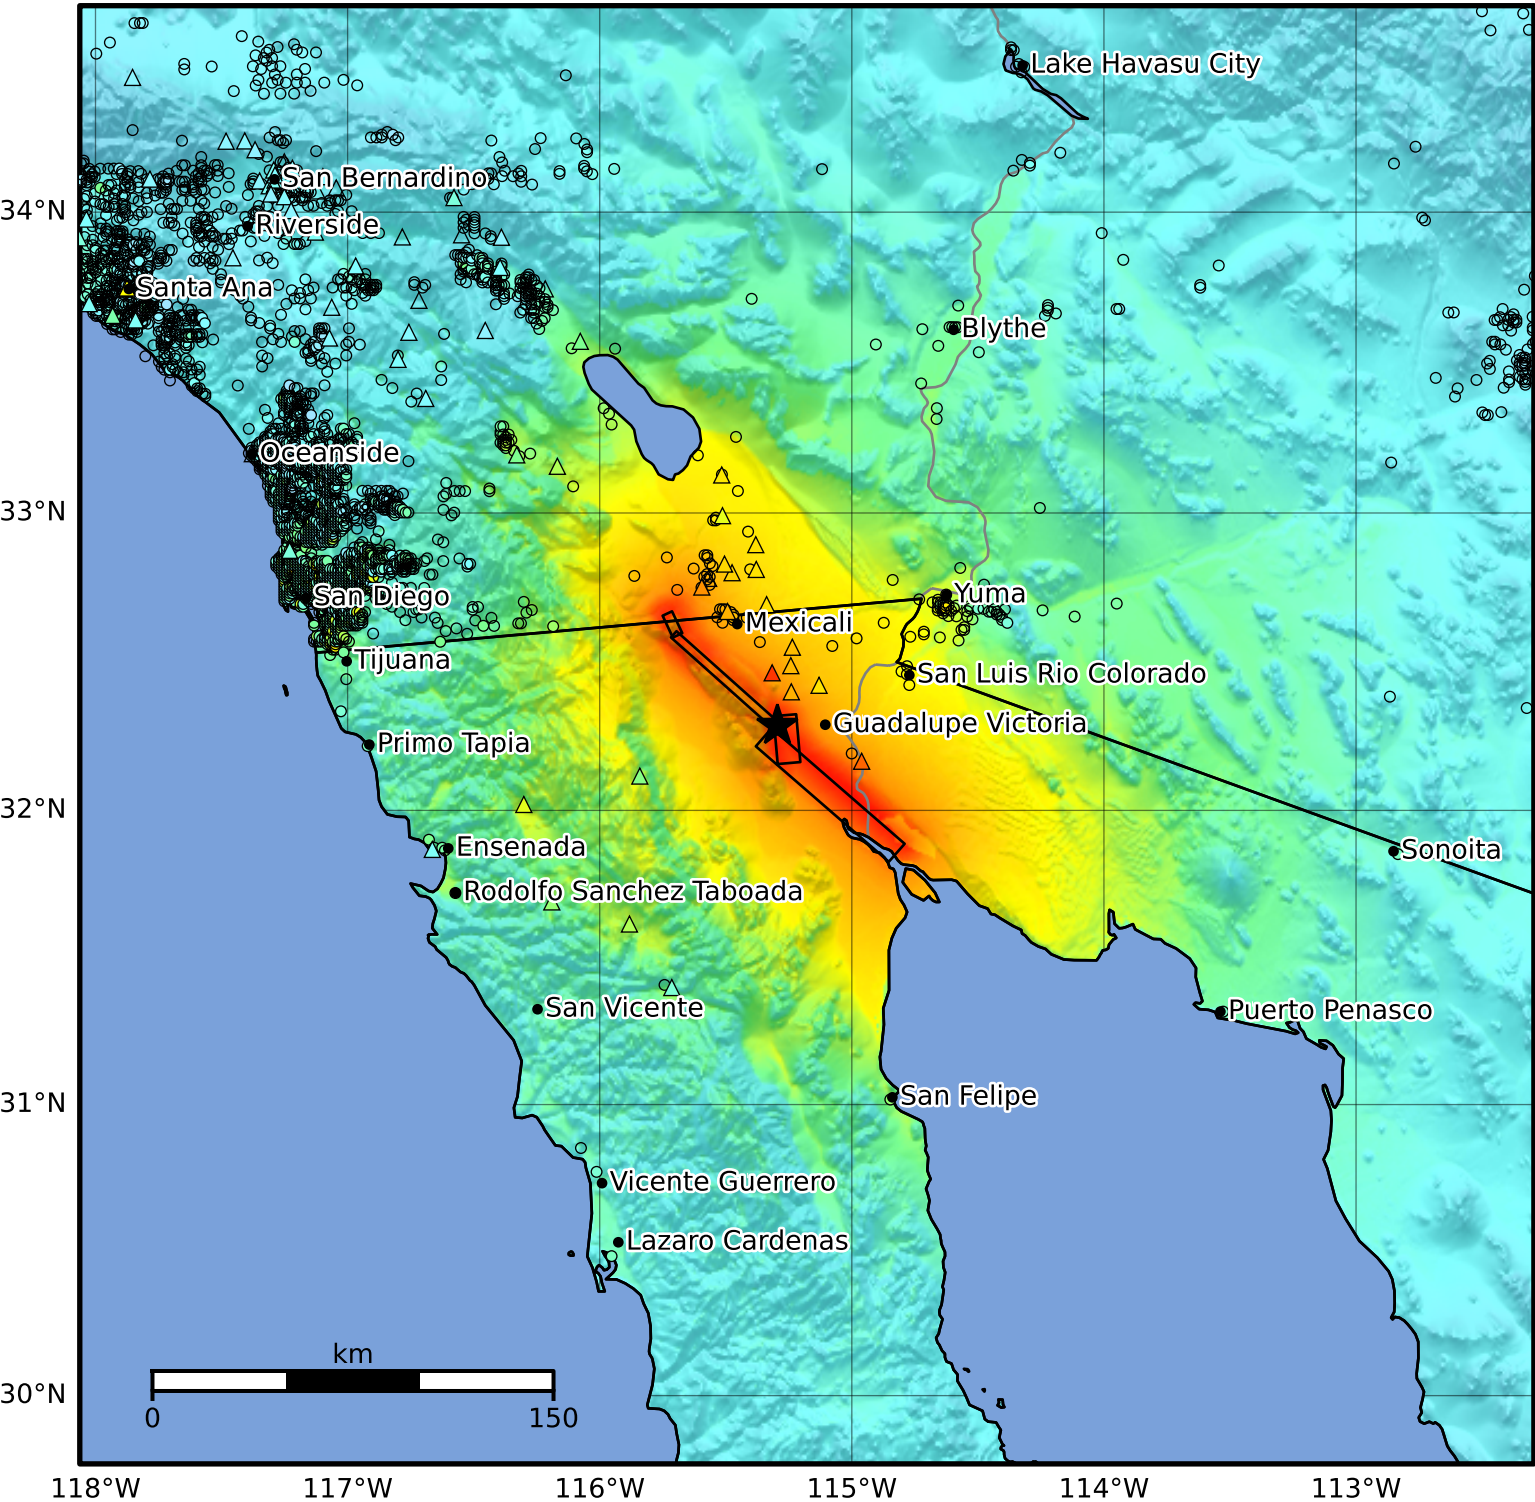 Lake Havasu City
San Bernardino
34°N
Riverside
Santa Ana
Blythe
Oceanside
33°N
San Diego
Yuma
Mexicali
Tijuana
San Luis Rio Colorado
Guadalupe Victoria
Primo Tapia
32°N
Ensenada
Sonoita
Rodolfo Sanchez Taboada
San Vicente
Puerto Penasco
San Felipe
31°N
Vicente Guerrero
Lazaro Cardenas
km
0 150
30°N
118°W 117°W 116°W 115°W 114°W 113°W